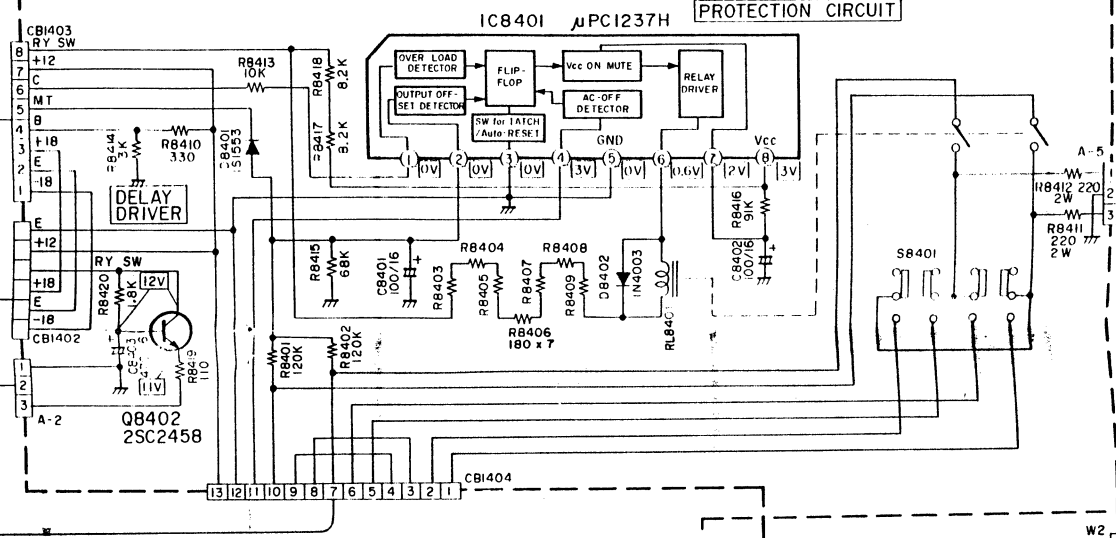 IC8401 μPC1237H
PROTECTION CIRCUIT
CB1403
RY SW
8
+12
7
C
6
MT
5
B
4
+18
3
E
2
-18
1
R8413
10K
R8418
8.2K
R8417
8.2K
D8401
1S1553
3K
R8410
330
DELAY
DRIVER
OVER LOAD
DETECTOR
OUTPUT OFF-
SET DETECTOR
FLIP-
FLOP
SW for LATCH
/Auto-RESET
Vcc ON MUTE
AC-OFF
DETECTOR
RELAY
DRIVER
GND
Vcc
1 0V 2 0V 3 0V 4 3V 5 0V 6 0.6V 7 2V 8 3V
E
+12
RY SW
+18
E
-18
CB1402
R8420
1.8K
12V
11V
R8419
110
1
2
3
A-2
Q8402
2SC2458
R8415
68K
C8401
100/16
R8403
R8404
R8405
R8406
180 x 7
R8407
R8408
R8409
D8402
1N4003
R8416
91K
C8402
100/16
R8401
120K
R8402
120K
A-5
R8412 220
2W
R8411
220
2W
2
3
S8401
CB1404
13 12 11 10 9 8 7 6 5 4 3 2 1
W2